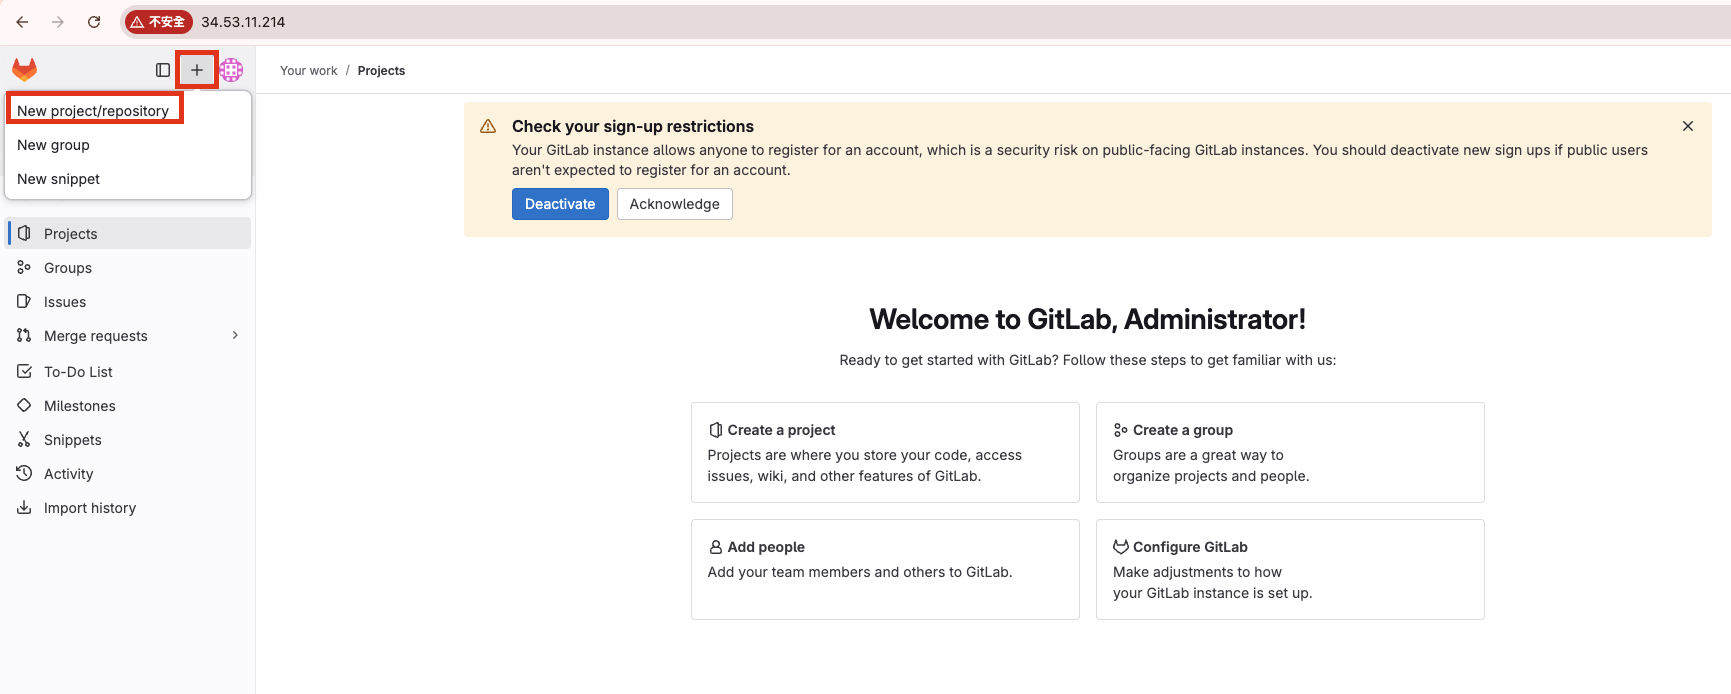 不安全 34.53.11.214
Your work / Projects
New project/repository
New group
New snippet
Projects
Groups
Issues
Merge requests
To-Do List
Milestones
Snippets
Activity
Import history
Check your sign-up restrictions
Your GitLab instance allows anyone to register for an account, which is a security risk on public-facing GitLab instances. You should deactivate new sign ups if public users
aren't expected to register for an account.
Deactivate Acknowledge
Welcome to GitLab, Administrator!
Ready to get started with GitLab? Follow these steps to get familiar with us:
Create a project
Projects are where you store your code, access
issues, wiki, and other features of GitLab.
Create a group
Groups are a great way to
organize projects and people.
Add people
Add your team members and others to GitLab.
Configure GitLab
Make adjustments to how
your GitLab instance is set up.